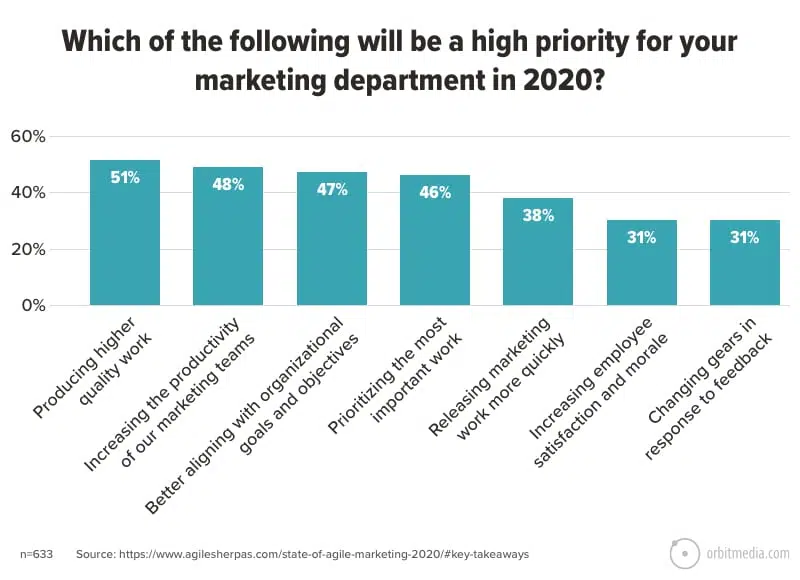 Which of the following will be a high priority for your
marketing department in 2020?
60%
40%
20%
0%
51%
48%
47%
46%
38%
31%
31%
Producing higher
quality work
Increasing the productivity
of our marketing teams
Better aligning with organizational
goals and objectives
Prioritizing the most
important work
Releasing marketing
work more quickly
Increasing employee
satisfaction and morale
Changing gears in
response to feedback
n=633 Source: https://www.agilesherpas.com/state-of-agile-marketing-2020/#key-takeaways
orbitmedia.com